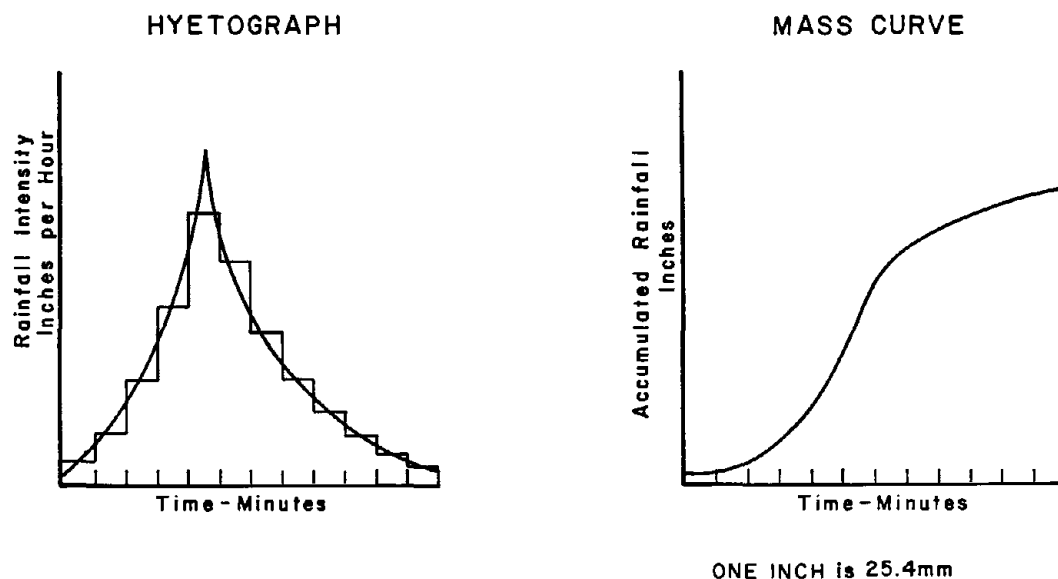 HYETOGRAPH
Rainfall Intensity
Inches per Hour
Time-Minutes
MASS CURVE
Accumulated Rainfall
Inches
Time-Minutes
ONE INCH is 25.4mm